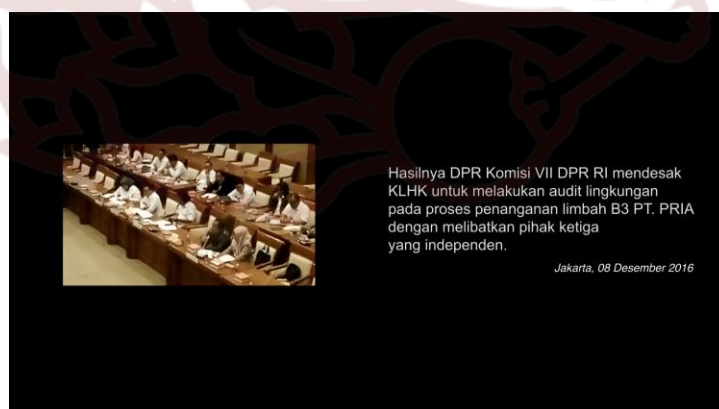 Hasilnya DPR Komisi VII DPR RI mendesak
KLHK untuk melakukan audit lingkungan
pada proses penanganan limbah B3 PT. PRIA
dengan melibatkan pihak ketiga
yang independen.
Jakarta, 08 Desember 2016